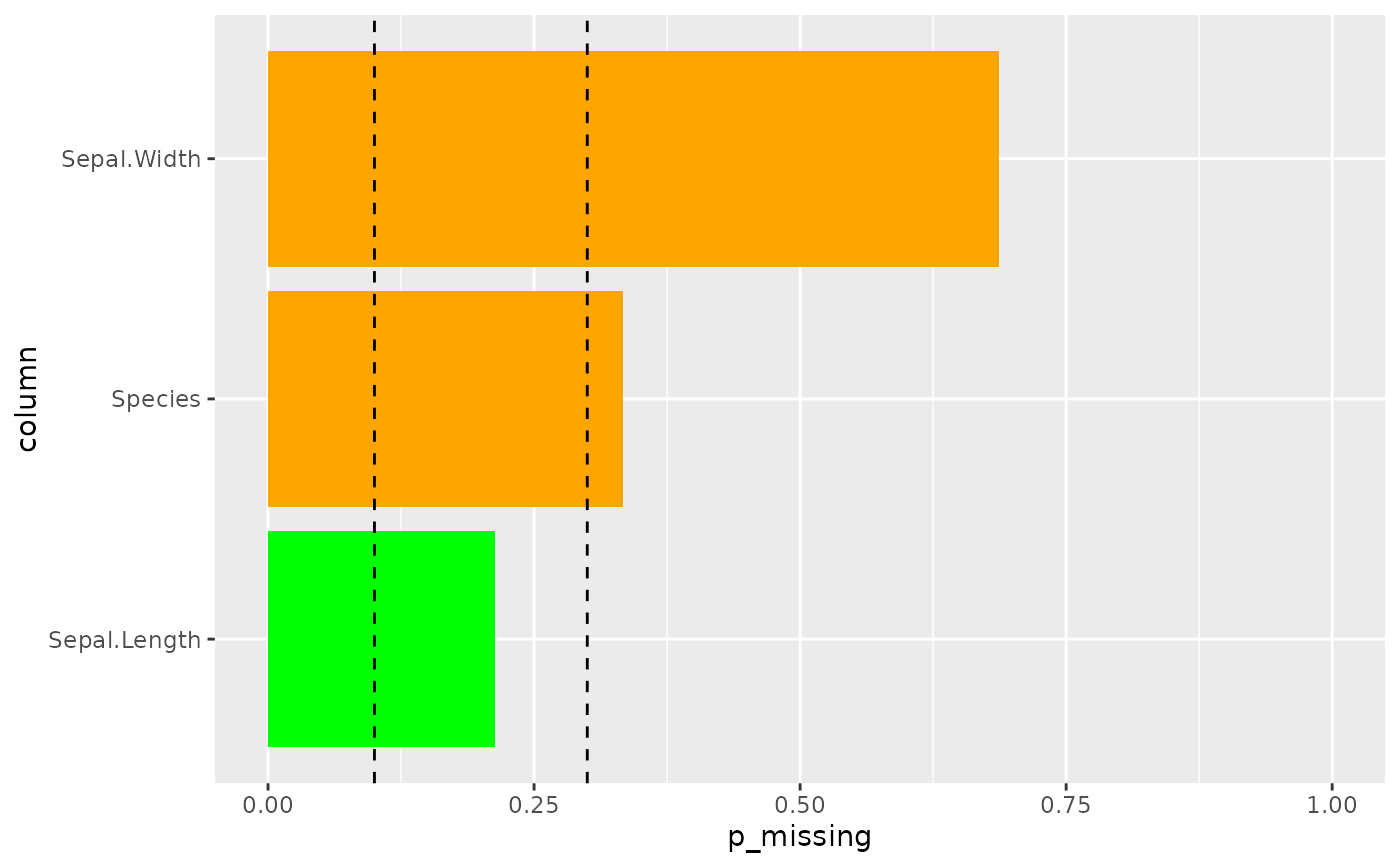 Sepal.Width
Species
Sepal.Length
column
0.00 0.25 0.50 0.75 1.00
p_missing